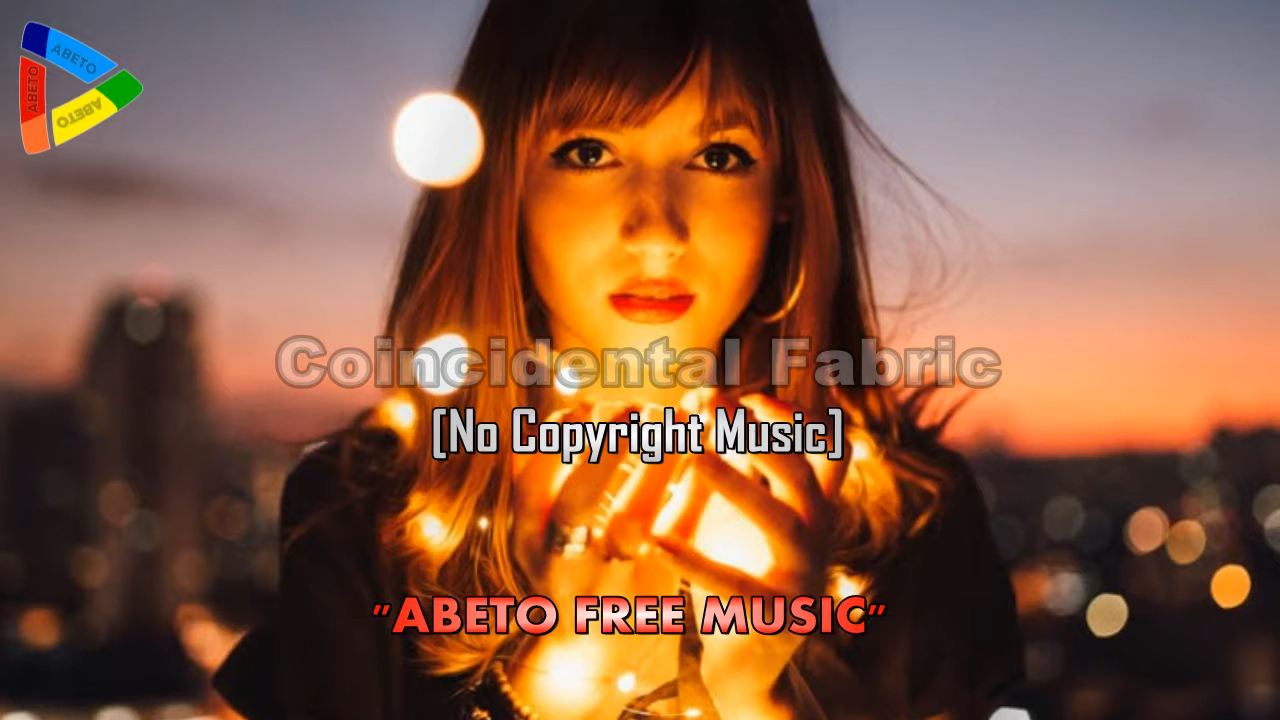 ABETO
ABETO
ABETO
Coincidental Fabric
[No Copyright Music]
"ABETO FREE MUSIC"